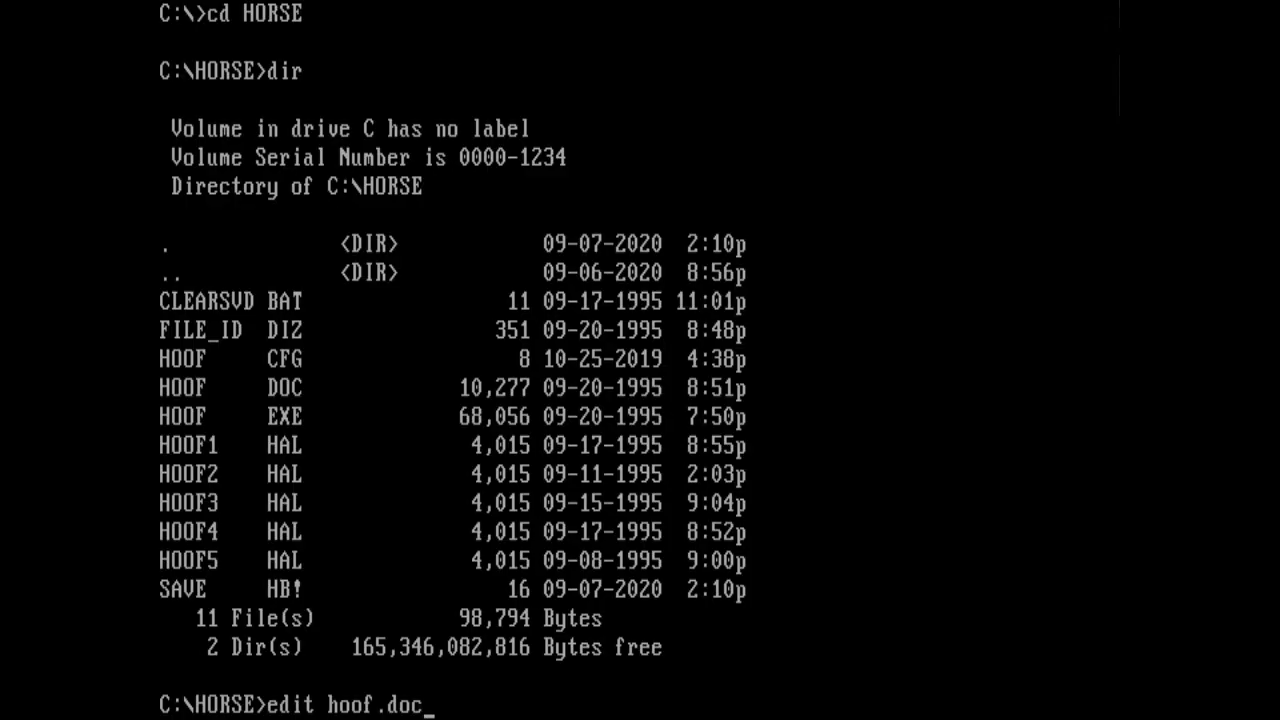 C:\>cd HORSE
C:\HORSE>dir
Volume in drive C has no label
Volume Serial Number is 0000-1234
Directory of C:\HORSE
. <DIR> 09-07-2020 2:10p
.. <DIR> 09-06-2020 8:56p
CLEARSVD BAT 11 09-17-1995 11:01p
FILE_ID DIZ 351 09-20-1995 8:48p
HOOF CFG 8 10-25-2019 4:38p
HOOF DOC 10,277 09-20-1995 8:51p
HOOF EXE 68,056 09-20-1995 7:50p
HOOF1 HAL 4,015 09-17-1995 8:55p
HOOF2 HAL 4,015 09-11-1995 2:03p
HOOF3 HAL 4,015 09-15-1995 9:04p
HOOF4 HAL 4,015 09-17-1995 8:52p
HOOF5 HAL 4,015 09-08-1995 9:00p
SAVE HB! 16 09-07-2020 2:10p
11 File(s) 98,794 Bytes
2 Dir(s) 165,346,082,816 Bytes free
C:\HORSE>edit hoof.doc_